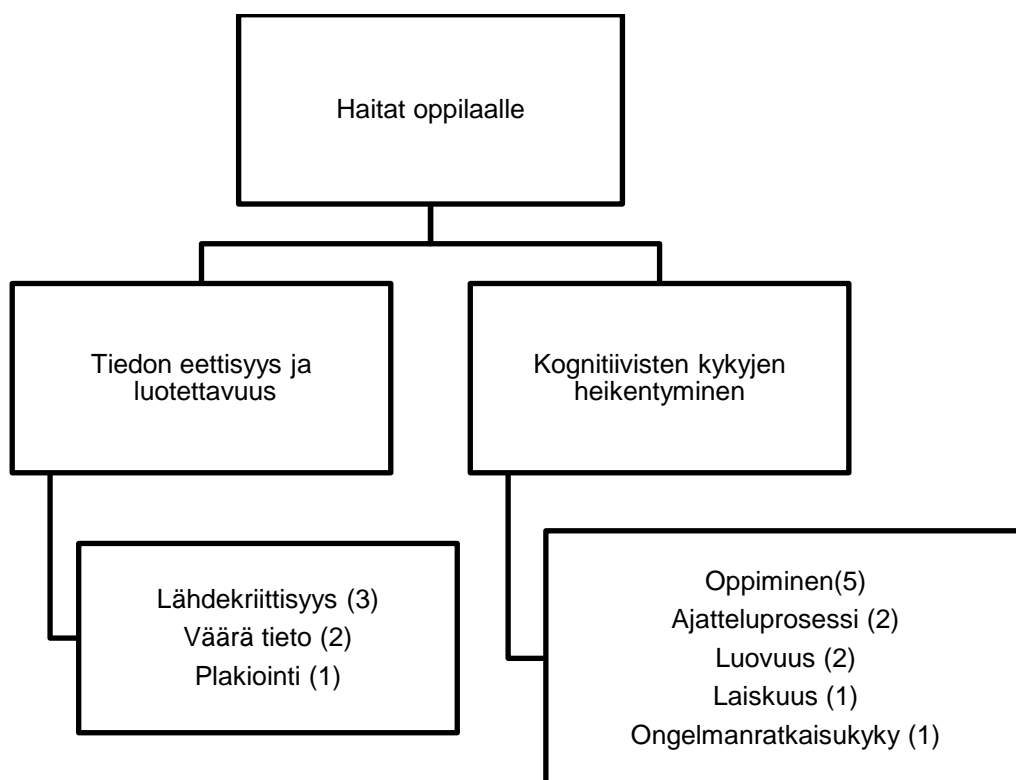 Haitat oppilaalle
Tiedon eettisyys ja
luotettavuus
Kognitiivisten kykyjen
heikentyminen
Lähdekriittisyys (3)
Väärä tieto (2)
Plakiointi (1)
Oppiminen(5)
Ajatteluprosessi (2)
Luovuus (2)
Laiskuus (1)
Ongelmanratkaisukyky (1)